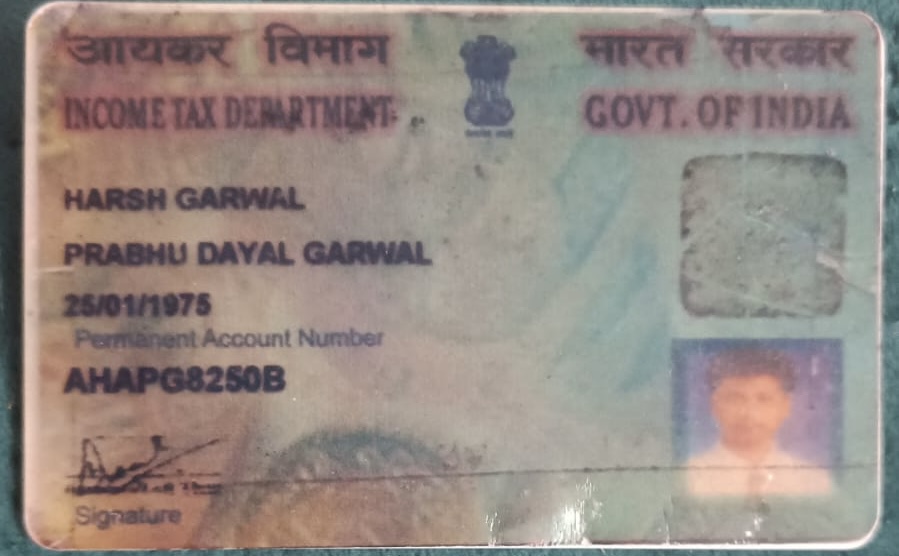 आयकर विभाग
भारत सरकार
INCOME TAX DEPARTMENT
GOVT. OF INDIA
HARSH GARWAL
PRABHU DAYAL GARWAL
25/01/1975
Permanent Account Number
AHAPG8250B
Signature